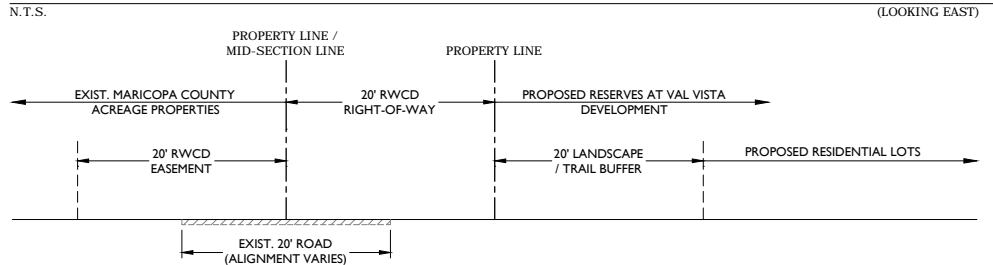 N.T.S.
(LOOKING EAST)
PROPERTY LINE /
MID-SECTION LINE
PROPERTY LINE
EXIST. MARICOPA COUNTY
ACREAGE PROPERTIES
20' RWCD
RIGHT-OF-WAY
PROPOSED RESERVES AT VAL VISTA
DEVELOPMENT
20' RWCD
EASEMENT
20' LANDSCAPE
/ TRAIL BUFFER
PROPOSED RESIDENTIAL LOTS
EXIST. 20' ROAD
(ALIGNMENT VARIES)